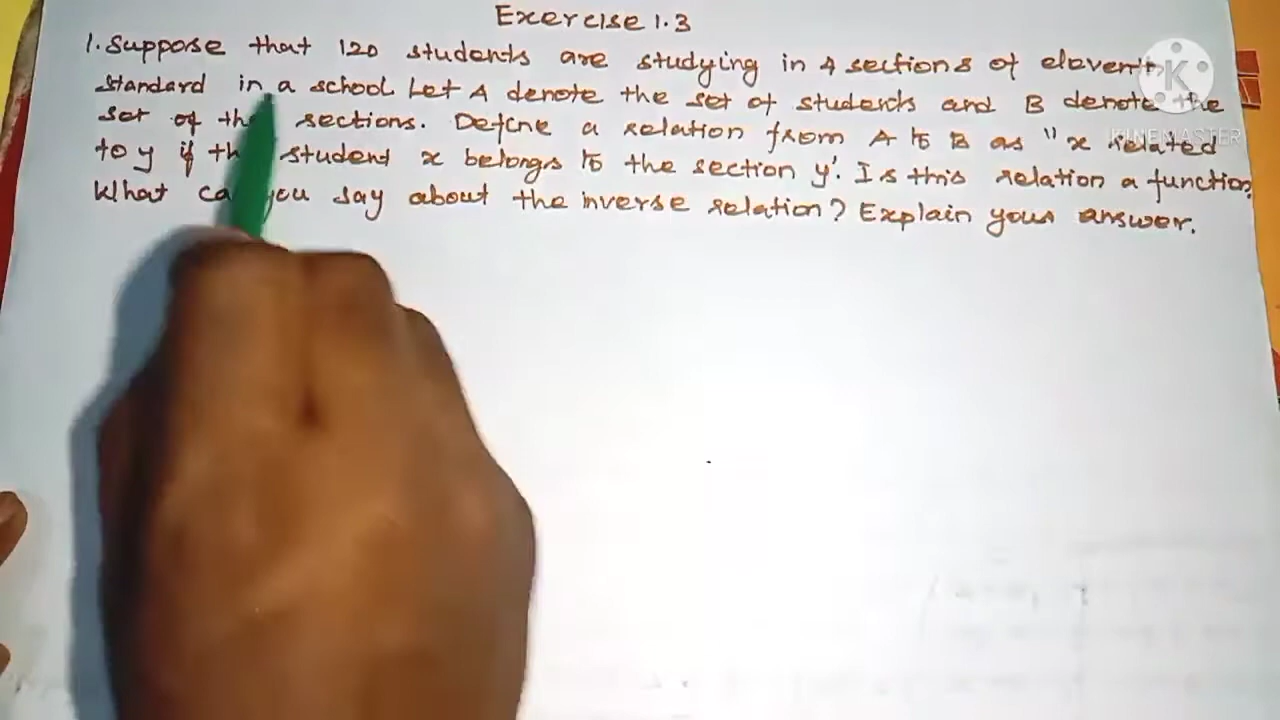 Exercise 1.3
1. Suppose that 120 students are studying in 4 sections of eleventh
standard in a school Let A denote the set of students and B denote the
set of the sections. Define a relation from A to B as "x related
to y if the student x belongs to the section y". Is this relation a function?
What can you say about the inverse relation? Explain your answer.
K
KINEMASTER